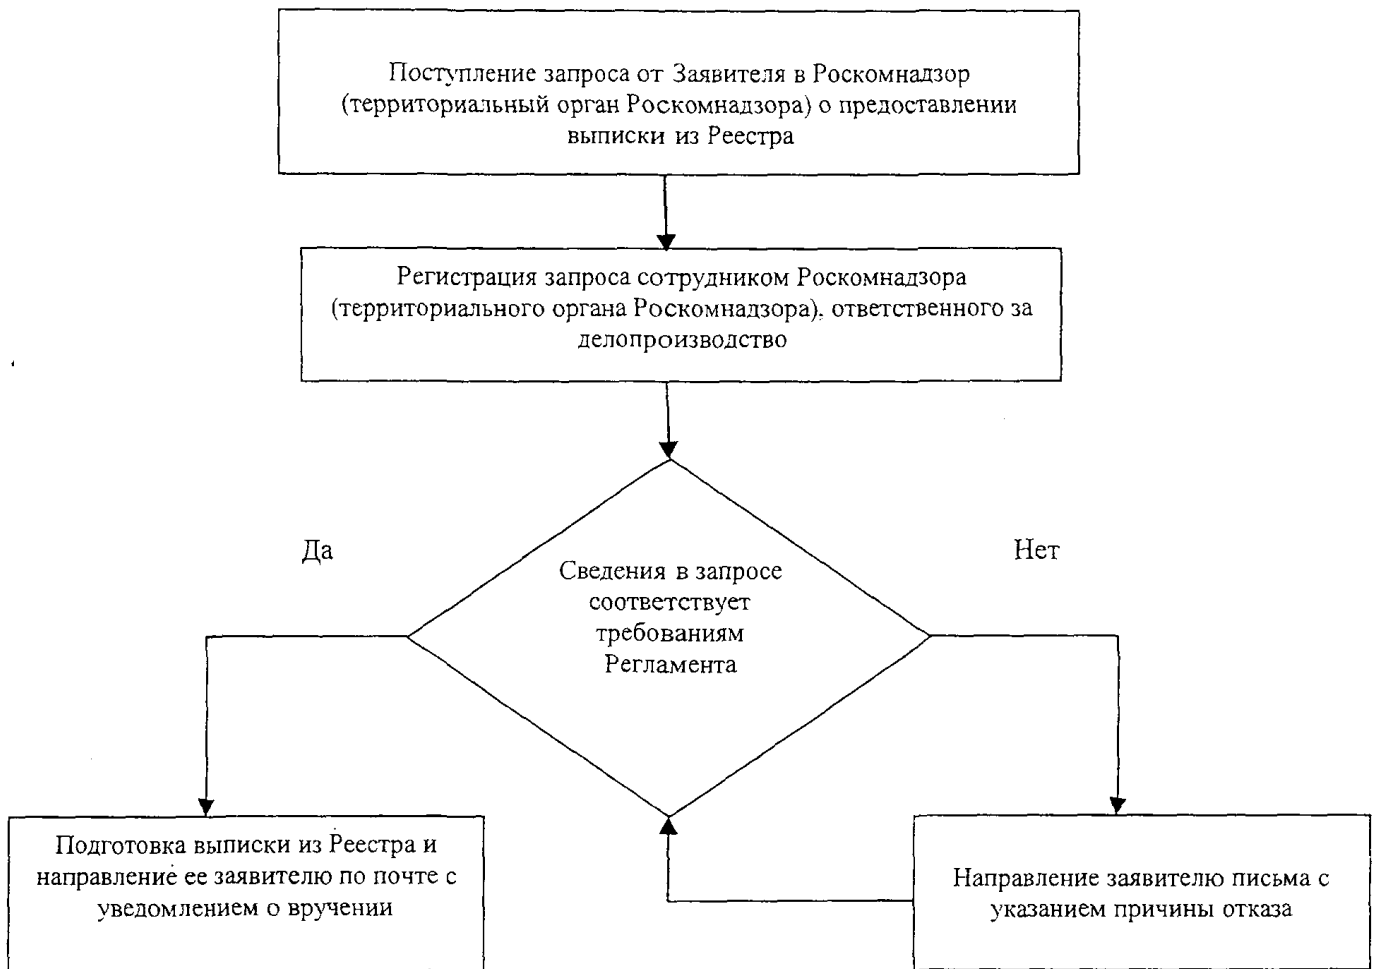 Поступление запроса от Заявителя в Роскомнадзор
(территориальный орган Роскомнадзора) о предоставлении
выписки из Реестра
Регистрация запроса сотрудником Роскомнадзора
(территориального органа Роскомнадзора), ответственного за
делопроизводство
Да
Нет
Сведения в запросе
соответствует
требованиям
Регламента
Подготовка выписки из Реестра и
направление ее заявителю по почте с
уведомлением о вручении
Направление заявителю письма с
указанием причины отказа